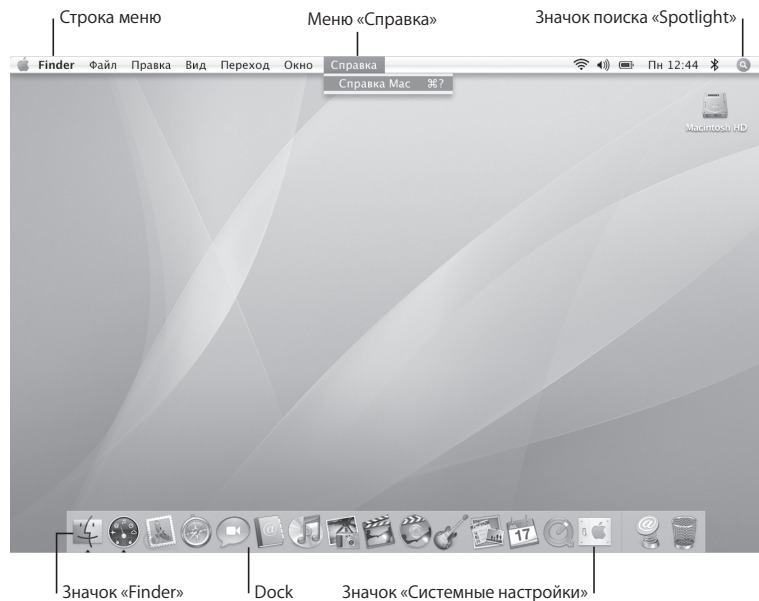 Строка меню Меню «Справка» Значок поиска «Spotlight»
Finder Файл Правка Вид Переход Окно Справка Пн 12:44
Справка Mac ⌘?
Macintosh HD
17
Значок «Finder» Dock Значок «Системные настройки»